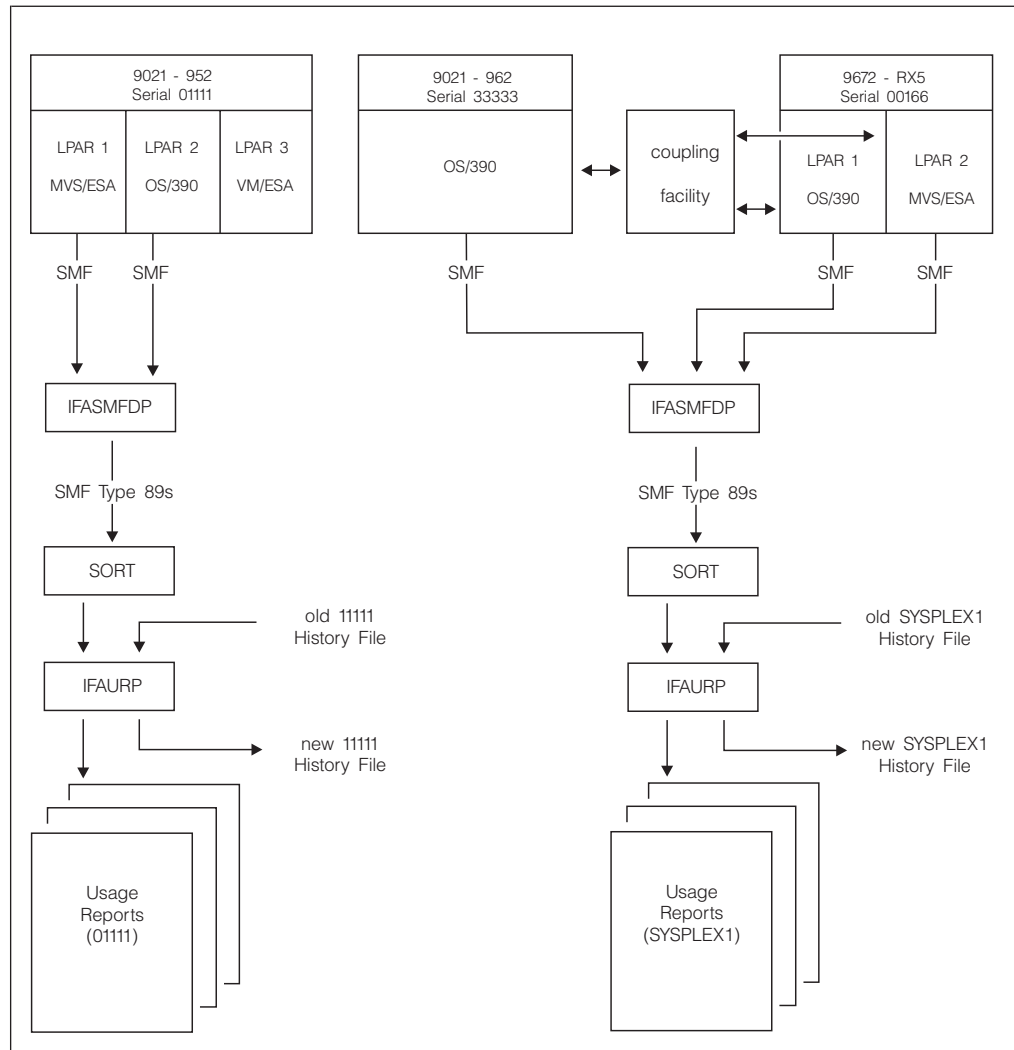 9021 - 952
Serial 01111
LPAR 1
MVS/ESA
LPAR 2
OS/390
LPAR 3
VM/ESA
9021 - 962
Serial 33333
OS/390
coupling
facility
9672 - RX5
Serial 00166
LPAR 1
OS/390
LPAR 2
MVS/ESA
SMF
SMF
SMF
SMF
SMF
IFASMFDP
IFASMFDP
SMF Type 89s
SMF Type 89s
SORT
SORT
old 11111
History File
old SYSPLEX1
History File
IFAURP
IFAURP
new 11111
History File
new SYSPLEX1
History File
Usage
Reports
(01111)
Usage
Reports
(SYSPLEX1)